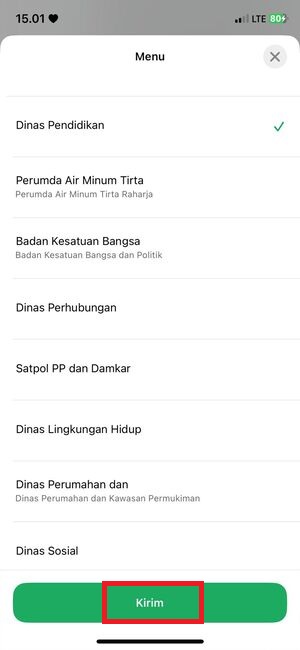 15.01 LTE 80
Menu
Dinas Pendidikan
Perumda Air Minum Tirta
Perumda Air Minum Tirta Raharja
Badan Kesatuan Bangsa
Badan Kesatuan Bangsa dan Politik
Dinas Perhubungan
Satpol PP dan Damkar
Dinas Lingkungan Hidup
Dinas Perumahan dan
Dinas Perumahan dan Kawasan Permukiman
Dinas Sosial
Kirim